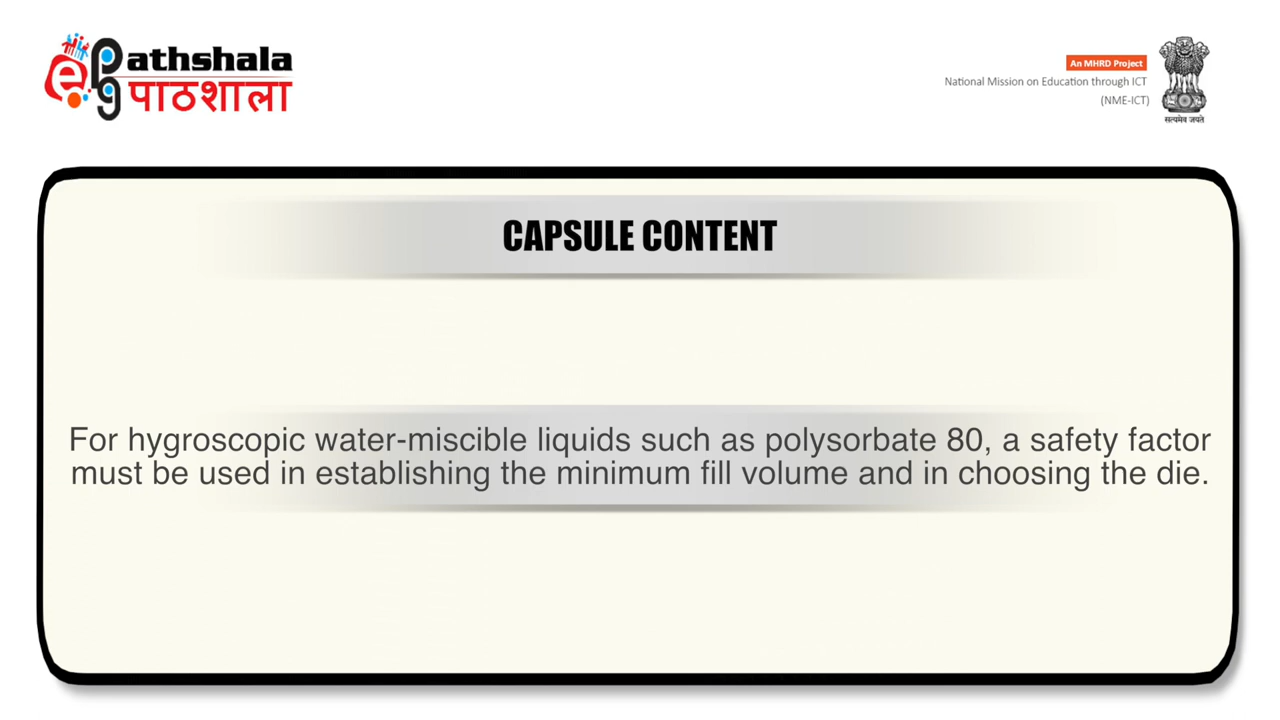 e pg Pathshala
पाठशाला
An MHRD Project
National Mission on Education through ICT
(NME-ICT)
सत्यमेव जयते
CAPSULE CONTENT
For hygroscopic water-miscible liquids such as polysorbate 80, a safety factor
must be used in establishing the minimum fill volume and in choosing the die.